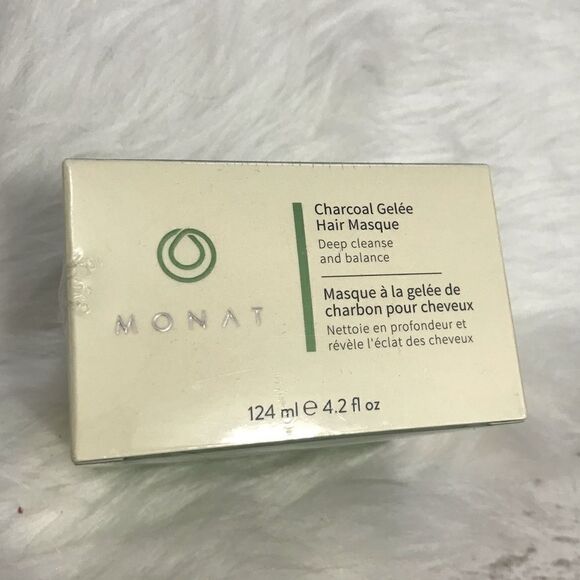 MONAT
Charcoal Gelée
Hair Masque
Deep cleanse
and balance
Masque à la gelée de
charbon pour cheveux
Nettoie en profondeur et
révèle l'éclat des cheveux
124 ml ℮ 4.2 fl oz